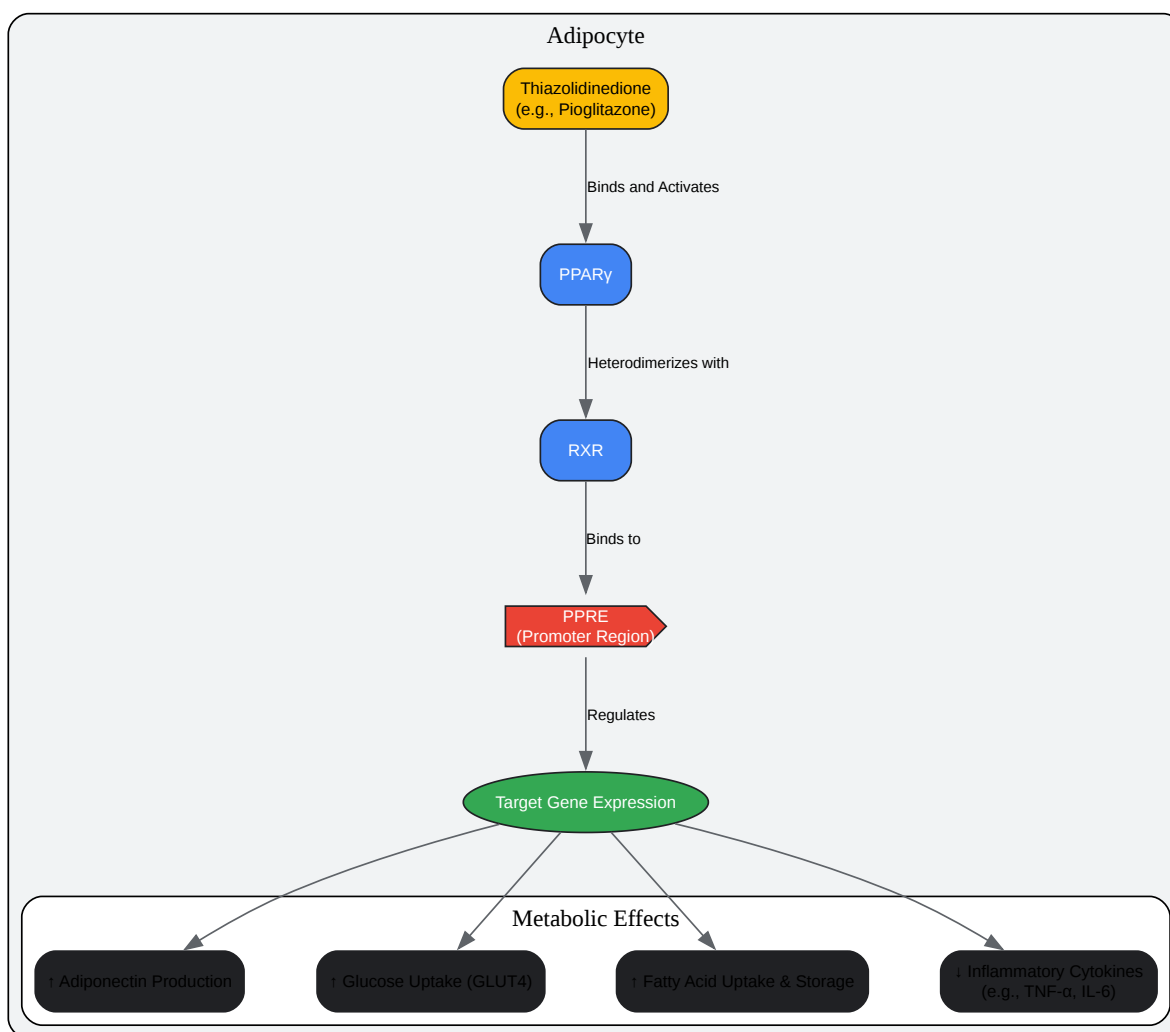 Adipocyte
Thiazolidinedione
(e.g., Pioglitazone)
Binds and Activates
PPARγ
Heterodimerizes with
RXR
Binds to
PPRE
(Promoter Region)
Regulates
Target Gene Expression
Metabolic Effects
↑ Adiponectin Production
↑ Glucose Uptake (GLUT4)
↑ Fatty Acid Uptake & Storage
↓ Inflammatory Cytokines
(e.g., TNF-α, IL-6)